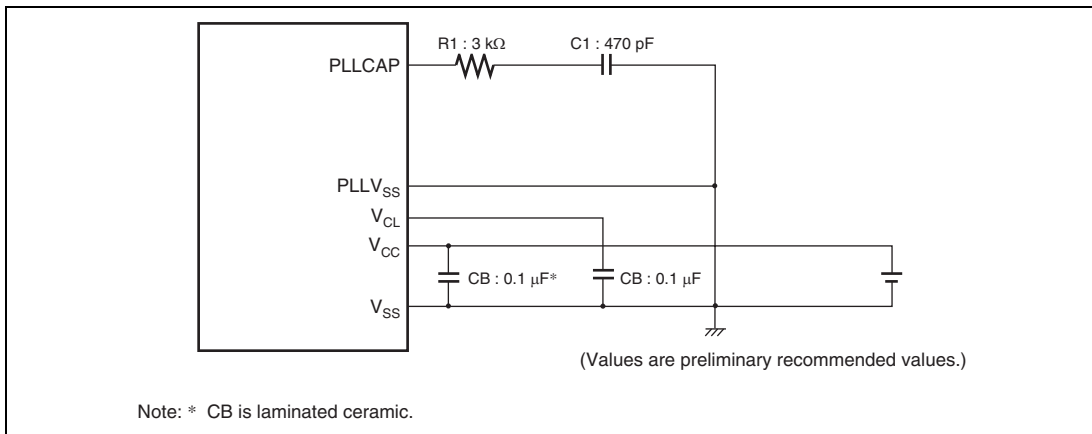 R1 : 3 kΩ
C1 : 470 pF
PLLCAP
PLLVSS
VCL
VCC
CB : 0.1 μF*
CB : 0.1 μF
VSS
(Values are preliminary recommended values.)
Note: * CB is laminated ceramic.